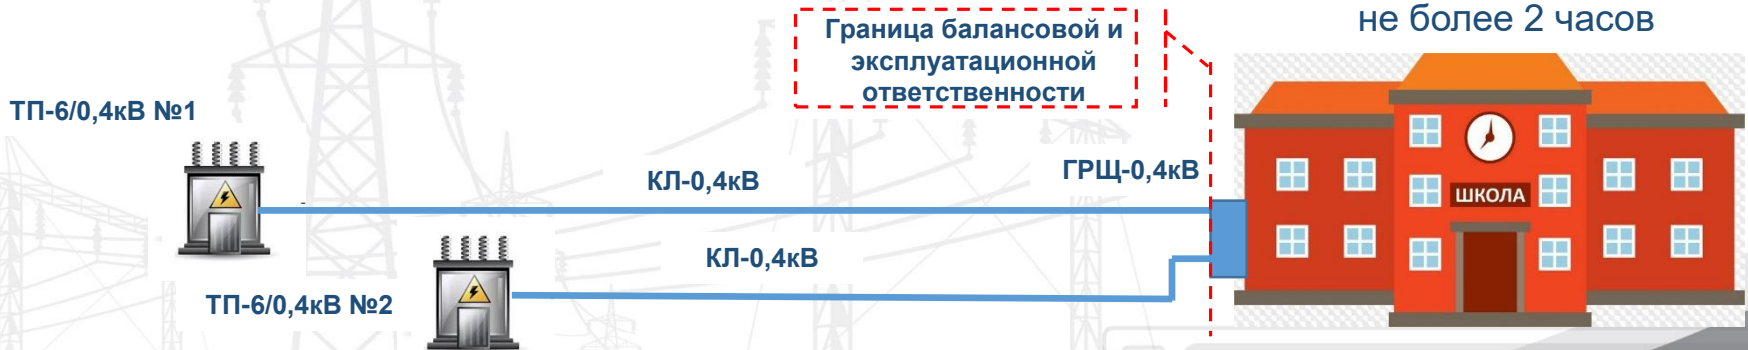 не более 2 часов
Граница балансовой и
эксплуатационной
ответственности
ТП-6/0,4кВ №1
КЛ-0,4кВ
ГРЩ-0,4кВ
ШКОЛА
КЛ-0,4кВ
ТП-6/0,4кВ №2